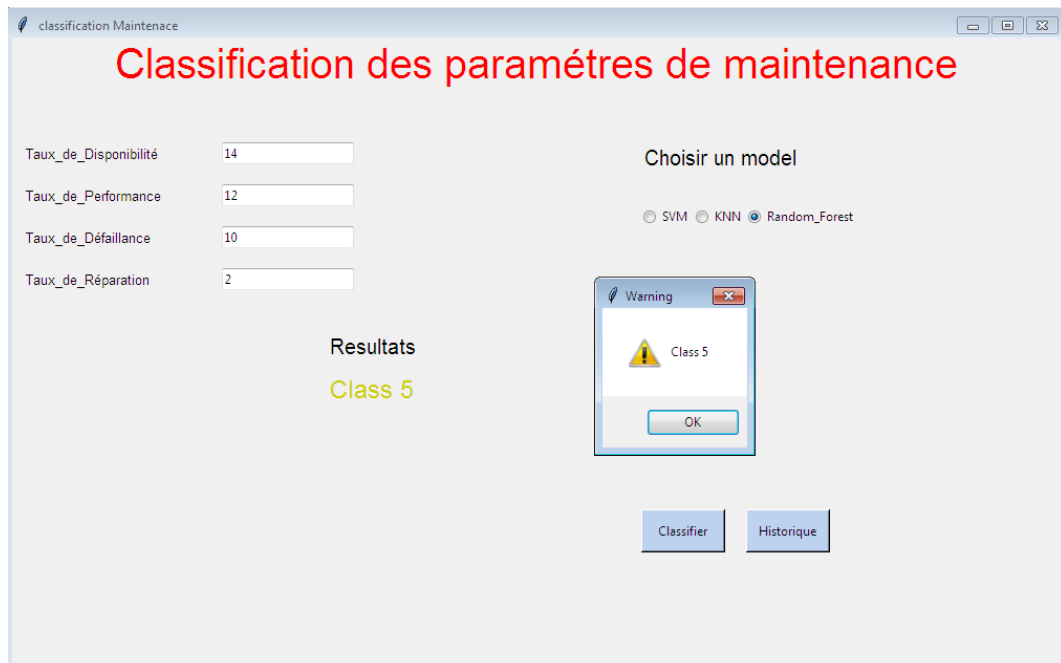 classification Maintenace
Classification des paramétres de maintenance
Taux_de_Disponibilité 14
Taux_de_Performance 12
Taux_de_Défaillance 10
Taux_de_Réparation 2
Choisir un model
SVM KNN Random_Forest
Warning
Class 5
OK
Resultats
Class 5
Classifier Historique